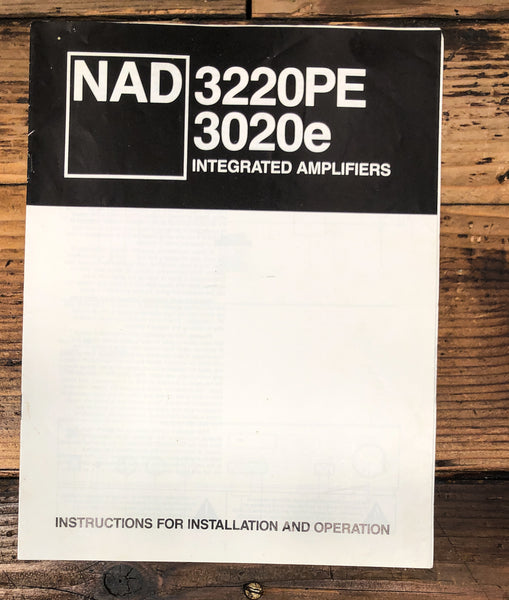 NAD
3220PE
3020e
INTEGRATED AMPLIFIERS
INSTRUCTIONS FOR INSTALLATION AND OPERATION